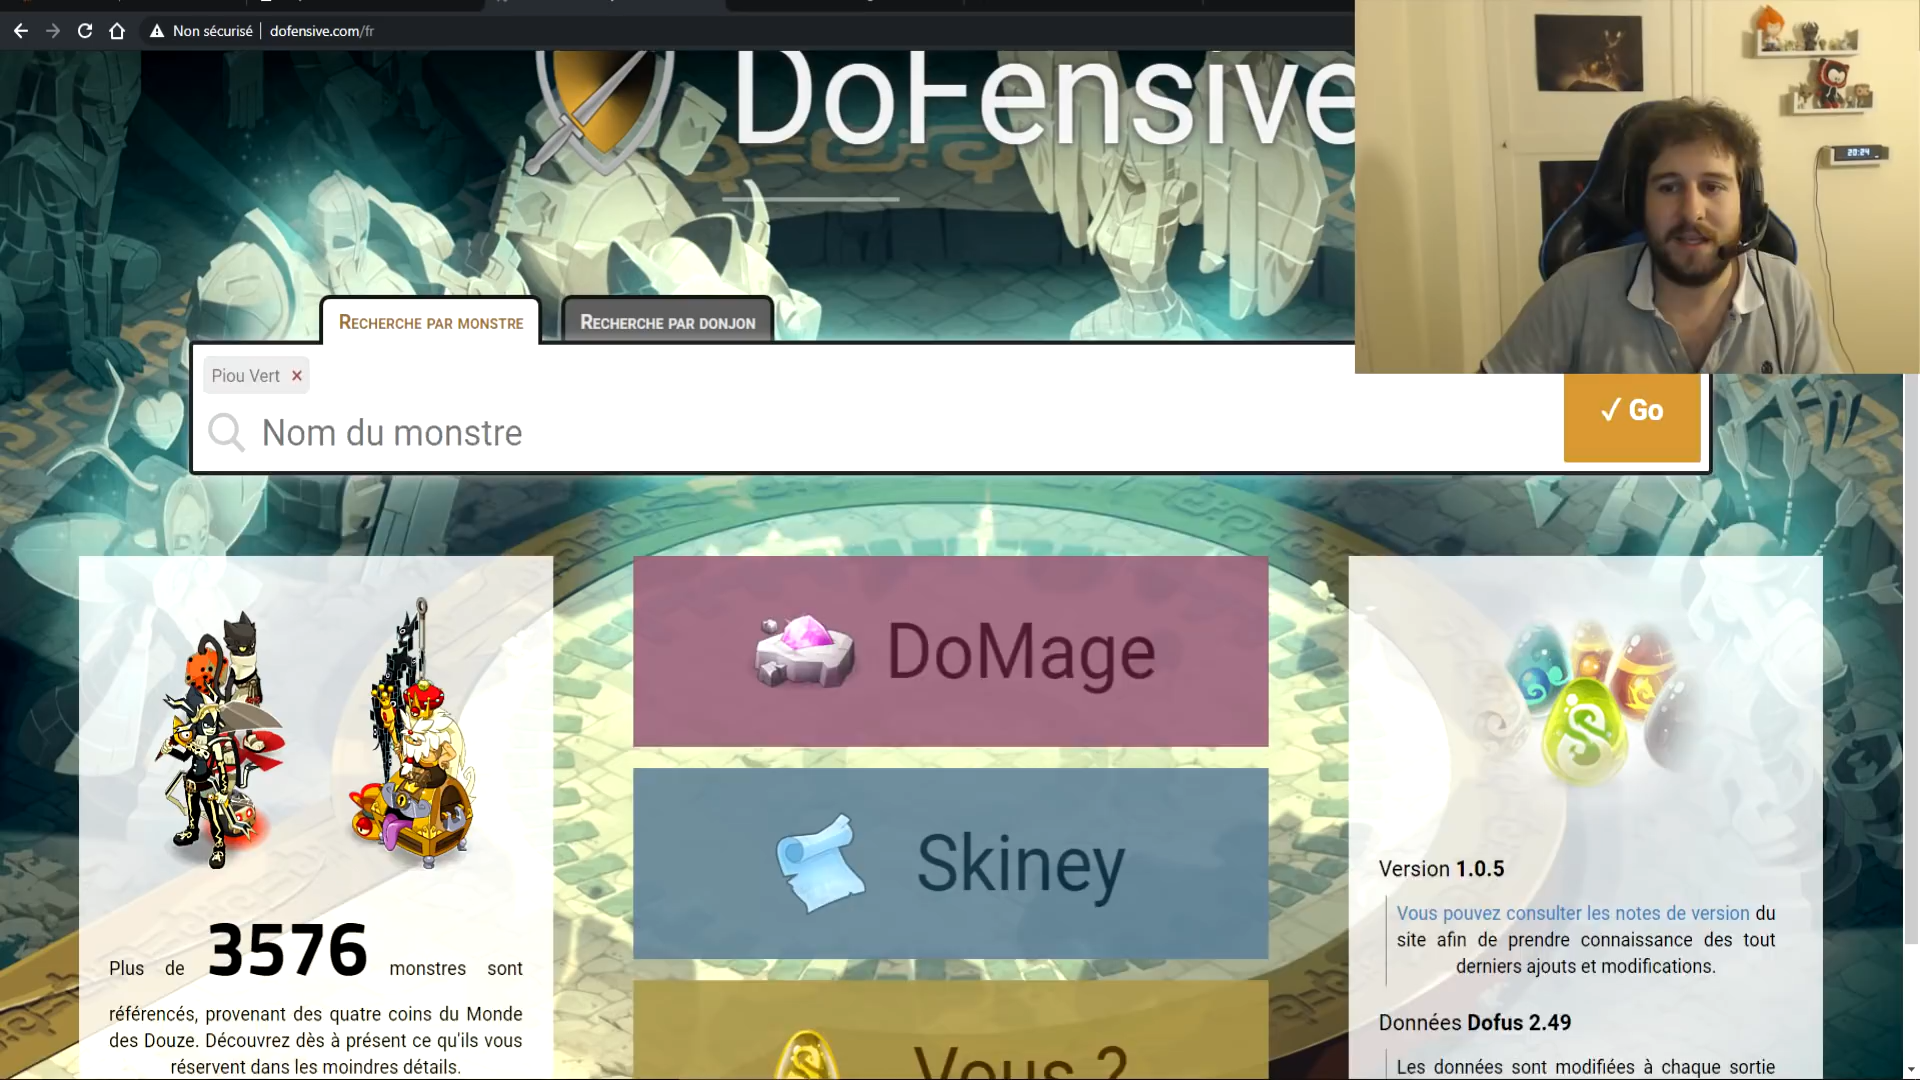 Non sécurisé
dofensive.com/fr
DoFensive
20:24
Recherche par monstre
Recherche par donjon
Piou Vert ×
Nom du monstre
✓ Go
DoMage
Skiney
Vous ?
Plus de 3576 monstres sont
référencés, provenant des quatre coins du Monde
des Douze. Découvrez dès à présent ce qu'ils vous
réservent dans les moindres détails.
Version 1.0.5
Vous pouvez consulter les notes de version du
site afin de prendre connaissance des tout
derniers ajouts et modifications.
Données Dofus 2.49
Les données sont modifiées à chaque sortie